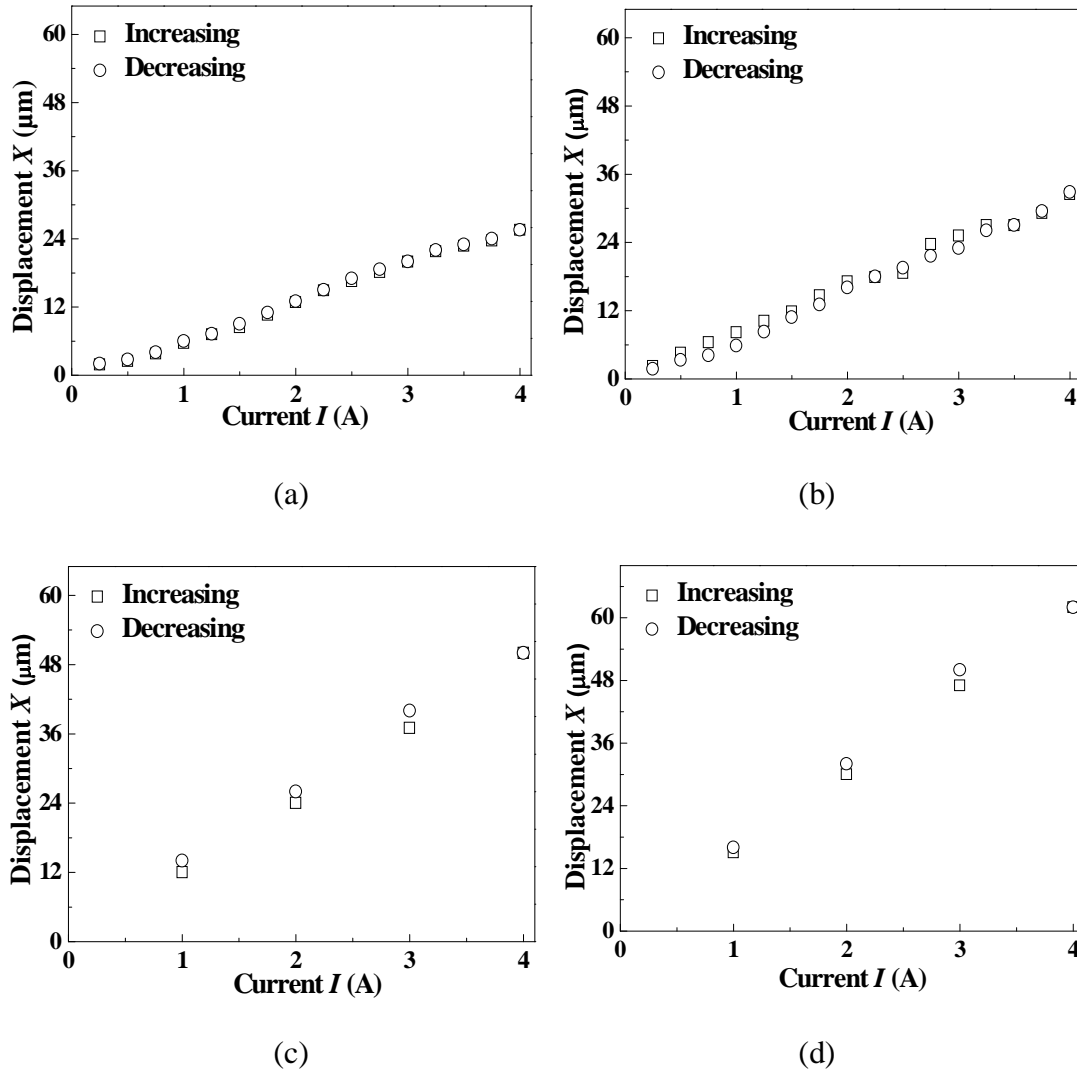 Increasing
Decreasing
Displacement X (μm)
60
48
36
24
12
0
0 1 2 3 4
Current I (A)
(a)
Increasing
Decreasing
Displacement X (μm)
60
48
36
24
12
0
0 1 2 3 4
Current I (A)
(b)
Increasing
Decreasing
Displacement X (μm)
60
48
36
24
12
0
0 1 2 3 4
Current I (A)
(c)
Increasing
Decreasing
Displacement X (μm)
60
48
36
24
12
0
0 1 2 3 4
Current I (A)
(d)